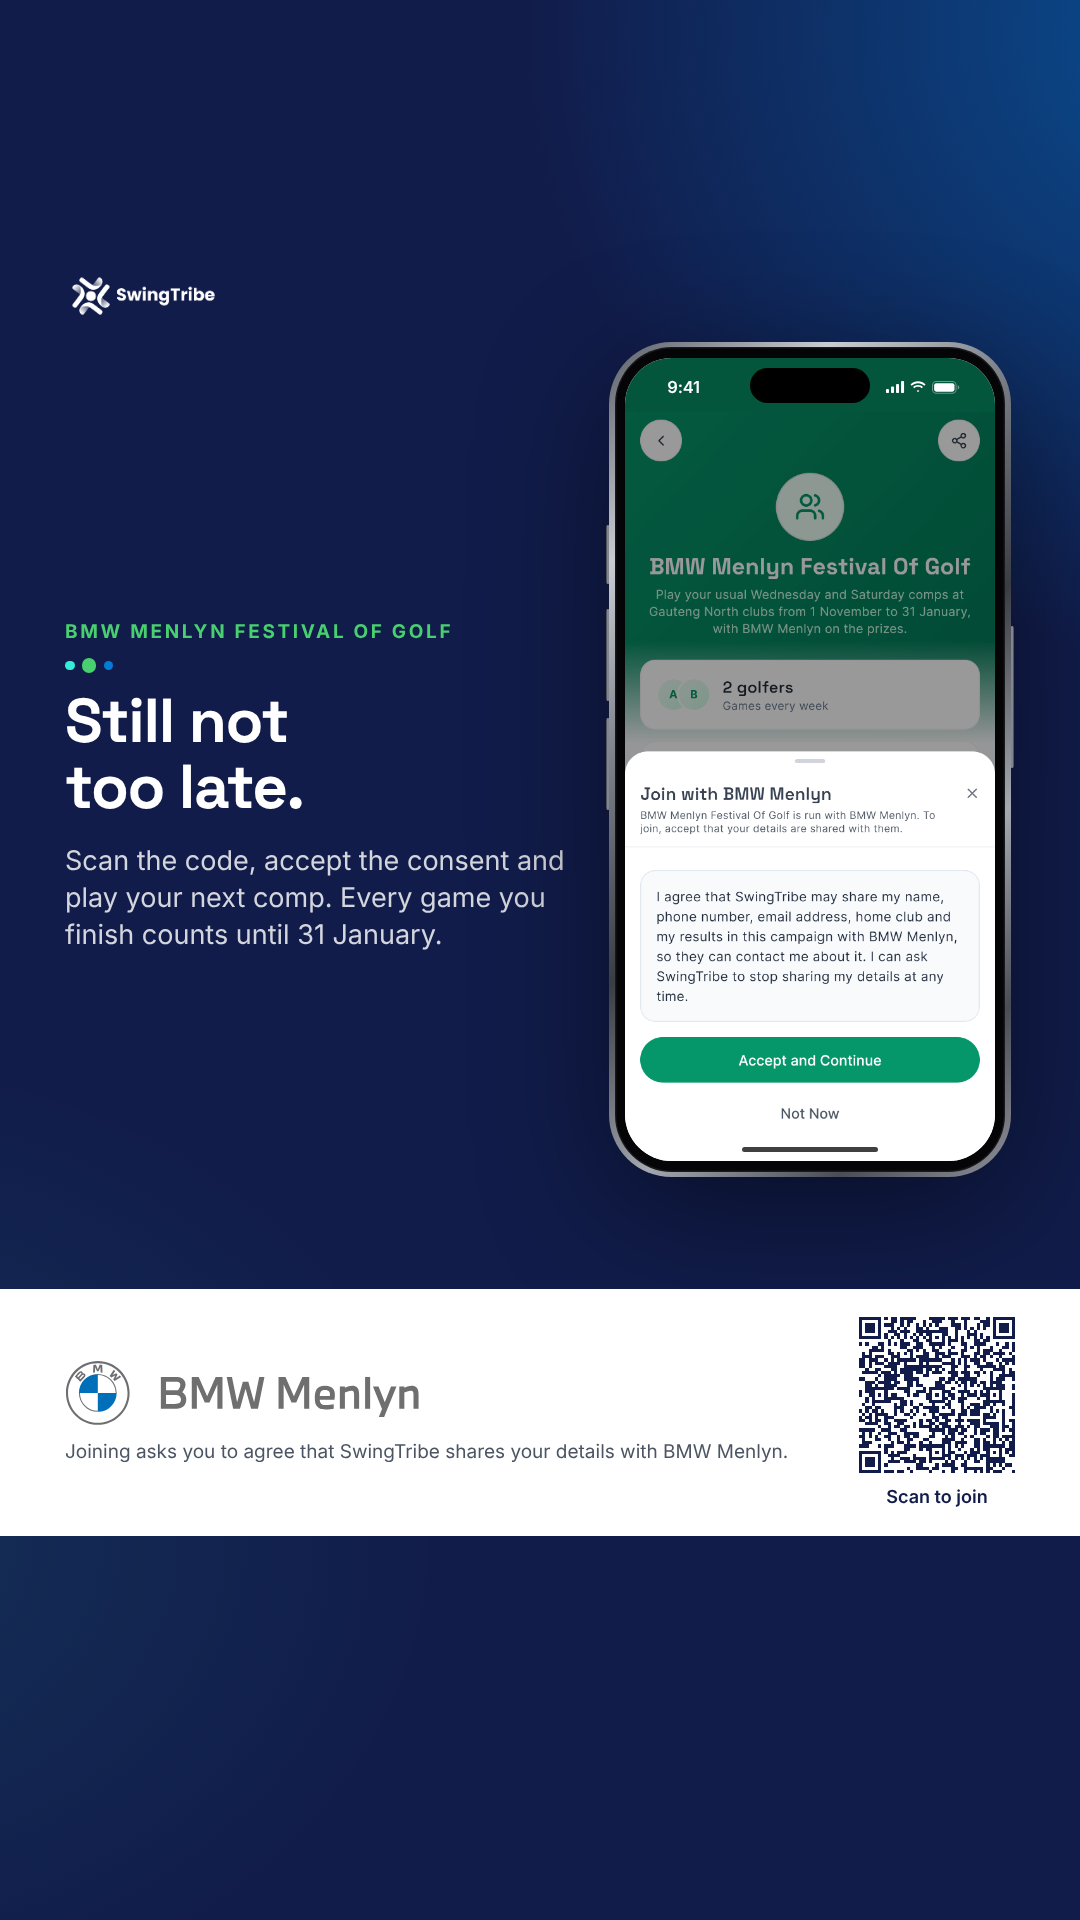 SwingTribe
BMW MENLYN FESTIVAL OF GOLF
Still not
too late.
Scan the code, accept the consent and
play your next comp. Every game you
finish counts until 31 January.
9:41
BMW Menlyn Festival Of Golf
Play your usual Wednesday and Saturday comps at
Gauteng North clubs from 1 November to 31 January,
with BMW Menlyn on the prizes.
A B
2 golfers
Games every week
Join with BMW Menlyn
BMW Menlyn Festival Of Golf is run with BMW Menlyn. To
join, accept that your details are shared with them.
I agree that SwingTribe may share my name,
phone number, email address, home club and
my results in this campaign with BMW Menlyn,
so they can contact me about it. I can ask
SwingTribe to stop sharing my details at any
time.
Accept and Continue
Not Now
BMW
BMW Menlyn
Joining asks you to agree that SwingTribe shares your details with BMW Menlyn.
Scan to join